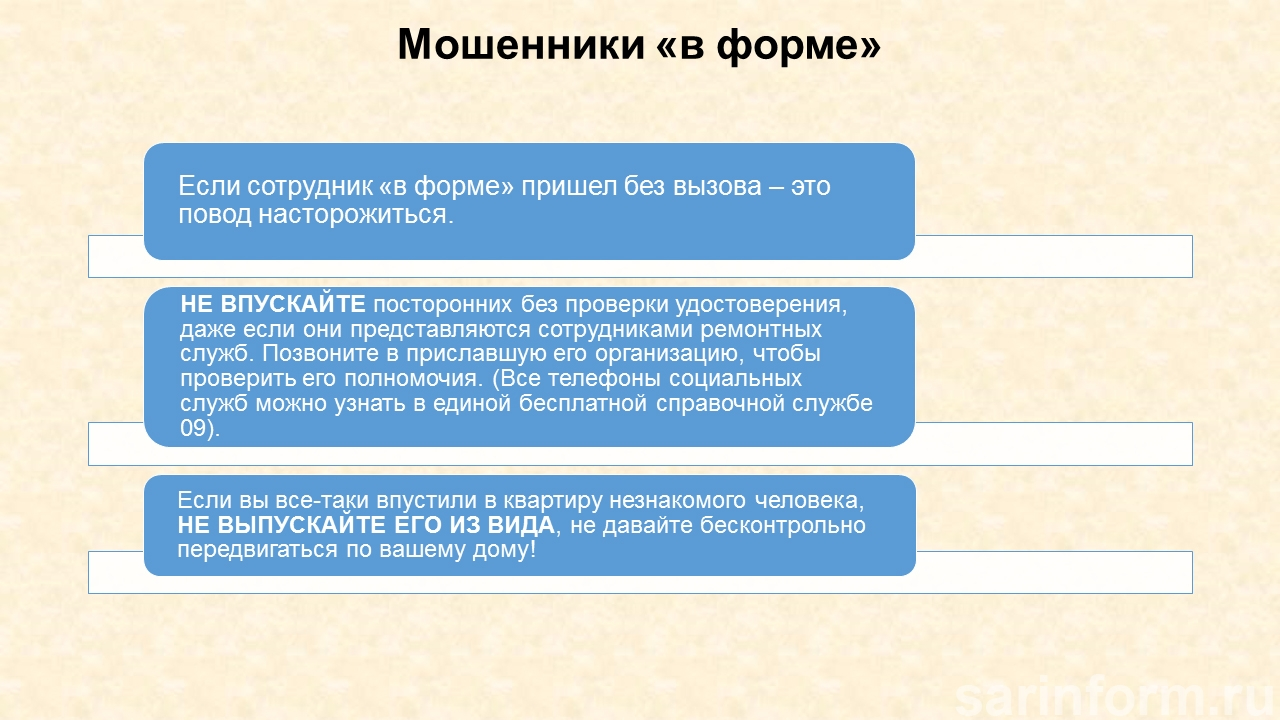 Мошенники «в форме»
Если сотрудник «в форме» пришел без вызова – это
повод насторожиться.
НЕ ВПУСКАЙТЕ посторонних без проверки удостоверения,
даже если они представляются сотрудниками ремонтных
служб. Позвоните в приславшую его организацию, чтобы
проверить его полномочия. (Все телефоны социальных
служб можно узнать в единой бесплатной справочной службе
09).
Если вы все-таки впустили в квартиру незнакомого человека,
НЕ ВЫПУСКАЙТЕ ЕГО ИЗ ВИДА, не давайте бесконтрольно
передвигаться по вашему дому!
sarinform.ru